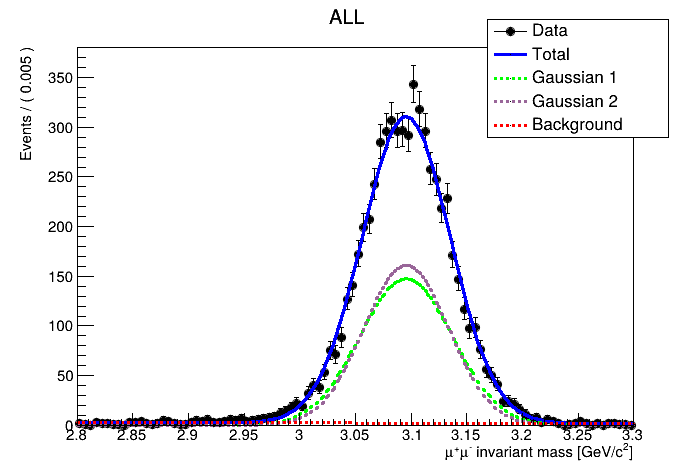 ALL
Data
Total
Gaussian 1
Gaussian 2
Background
Events / ( 0.005 )
350
300
250
200
150
100
50
0
2.8 2.85 2.9 2.95 3 3.05 3.1 3.15 3.2 3.25 3.3
μ⁺μ⁻ invariant mass [GeV/c²]